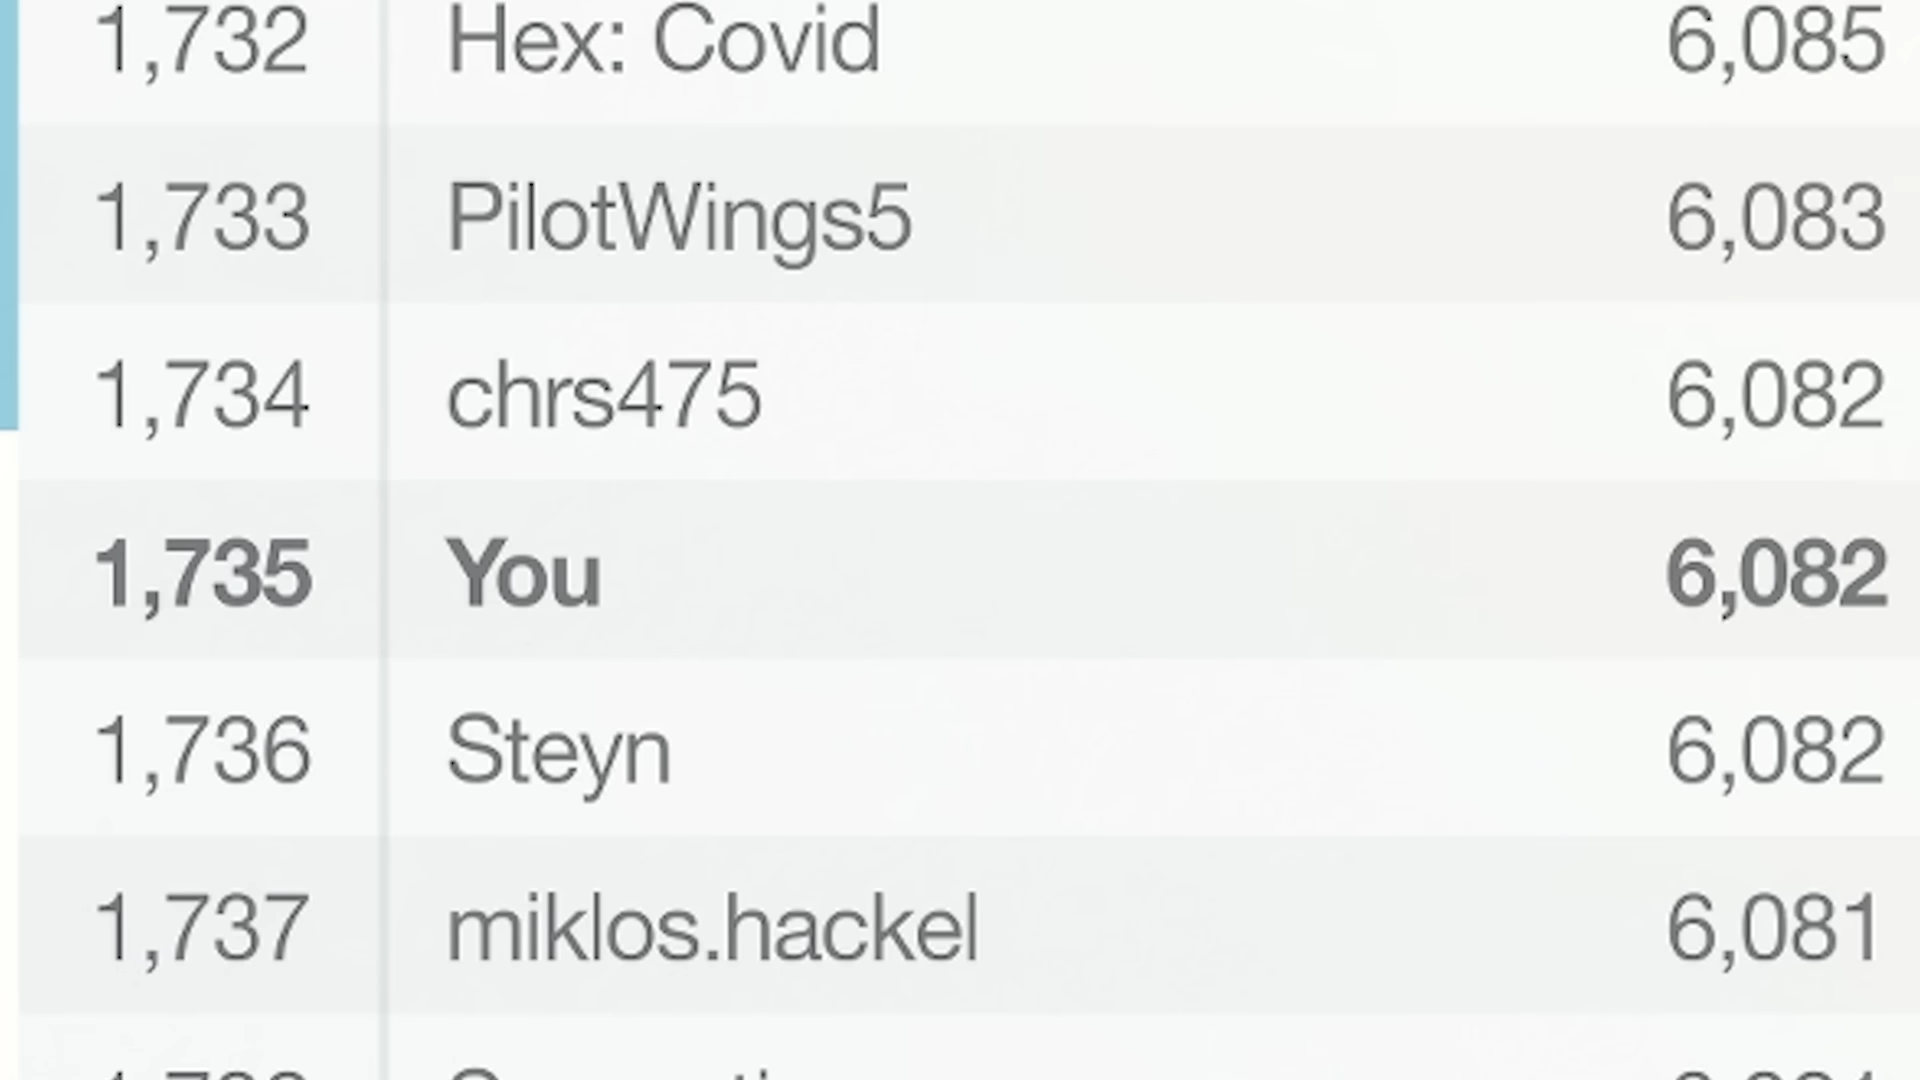 1,732 Hex: Covid 6,085
1,733 PilotWings5 6,083
1,734 chrs475 6,082
1,735 You 6,082
1,736 Steyn 6,082
1,737 miklos.hackel 6,081